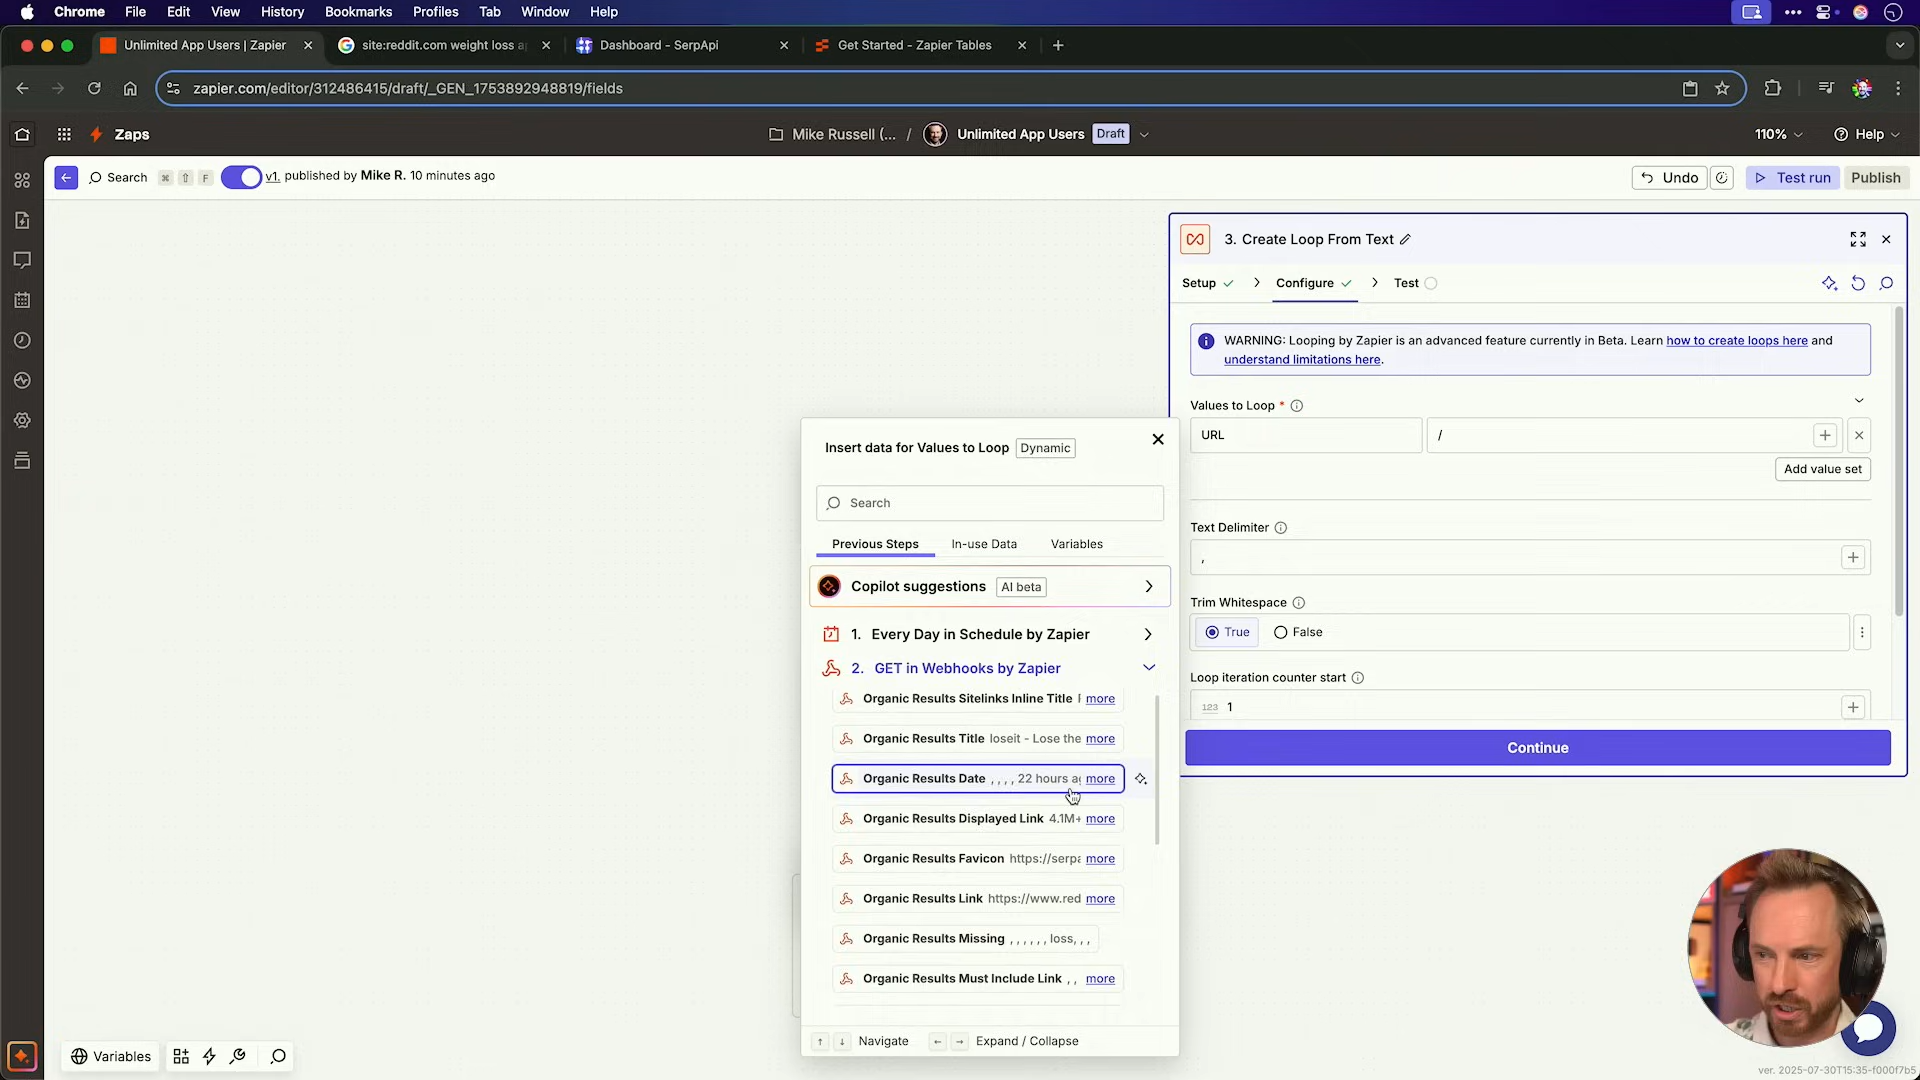 Chrome File Edit View History Bookmarks Profiles Tab Window Help
Unlimited App Users | Zapier
site:reddit.com weight loss a
Dashboard - SerpApi
Get Started - Zapier Tables
zapier.com/editor/312486415/draft/_GEN_1753892948819/fields
Zaps
Mike Russell (... / Unlimited App Users Draft
110% Help
Search ⌘ ⇧ F v1. published by Mike R. 10 minutes ago
Undo Test run Publish
3. Create Loop From Text
Setup Configure Test
WARNING: Looping by Zapier is an advanced feature currently in Beta. Learn how to create loops here and
understand limitations here.
Values to Loop *
URL /
Add value set
Text Delimiter
,
Trim Whitespace
True False
Loop iteration counter start
123 1
Continue
Insert data for Values to Loop Dynamic
Search
Previous Steps In-use Data Variables
Copilot suggestions AI beta
1. Every Day in Schedule by Zapier
2. GET in Webhooks by Zapier
Organic Results Sitelinks Inline Title more
Organic Results Title loseit - Lose the more
Organic Results Date , , , , 22 hours ag more
Organic Results Displayed Link 4.1M+ more
Organic Results Favicon https://serpa more
Organic Results Link https://www.red more
Organic Results Missing , , , , , , loss, , ,
Organic Results Must Include Link , , more
↑ ↓ Navigate ← → Expand / Collapse
Variables
ver. 2025-07-30T15:35-f000f7b5